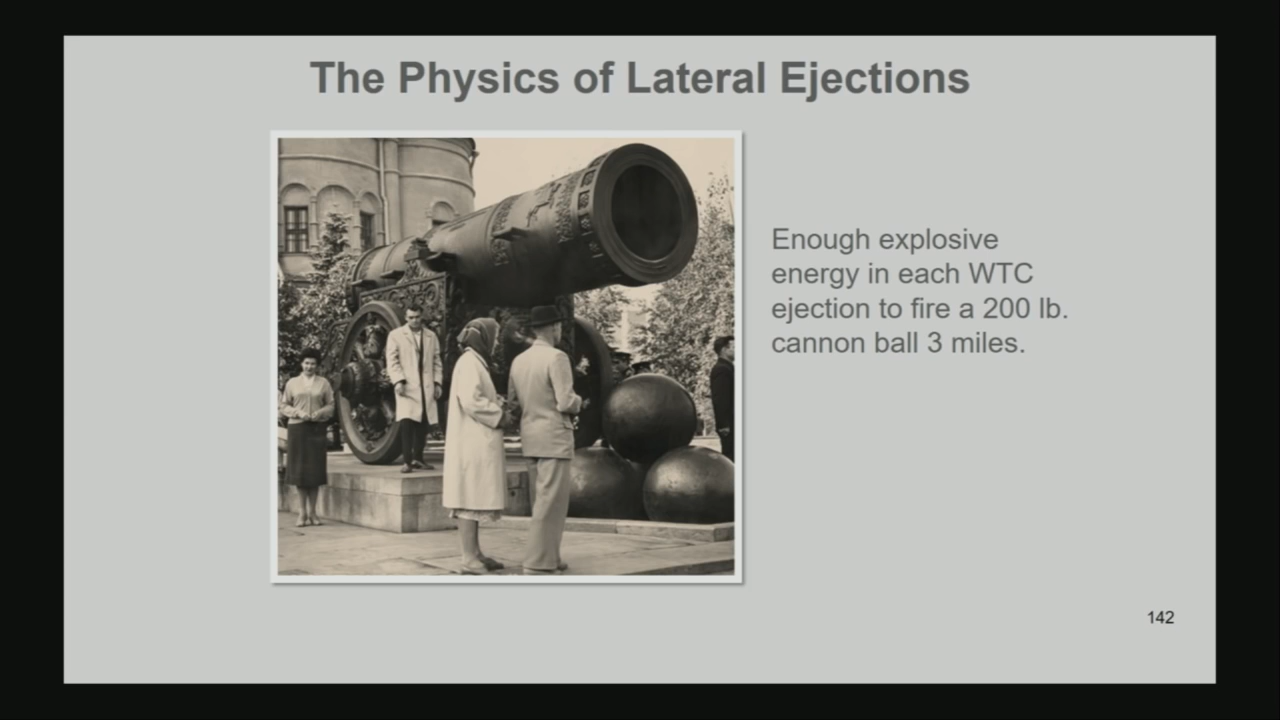 The Physics of Lateral Ejections
Enough explosive
energy in each WTC
ejection to fire a 200 lb.
cannon ball 3 miles.
142